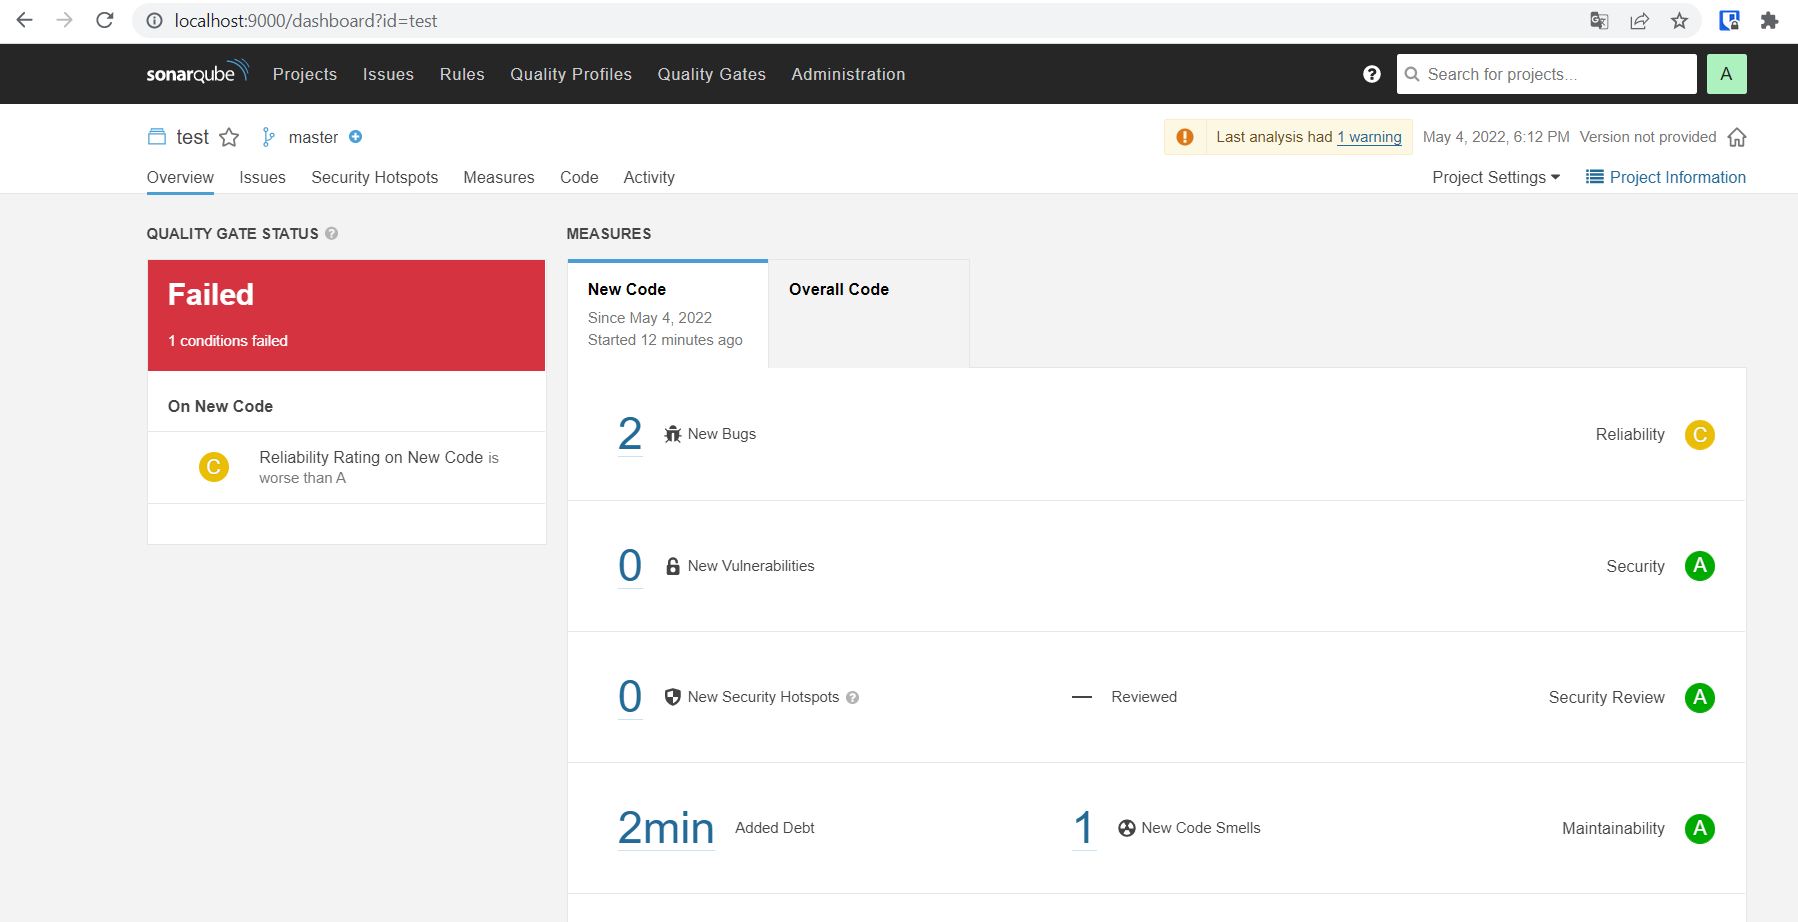 localhost:9000/dashboard?id=test
sonarqube Projects Issues Rules Quality Profiles Quality Gates Administration ? Search for projects... A
test master Last analysis had 1 warning May 4, 2022, 6:12 PM Version not provided
Overview Issues Security Hotspots Measures Code Activity Project Settings Project Information
QUALITY GATE STATUS ?
Failed
1 conditions failed
On New Code
C Reliability Rating on New Code is
worse than A
MEASURES
New Code
Since May 4, 2022
Started 12 minutes ago
Overall Code
2 New Bugs Reliability C
0 New Vulnerabilities Security A
0 New Security Hotspots ? — Reviewed Security Review A
2min Added Debt 1 New Code Smells Maintainability A